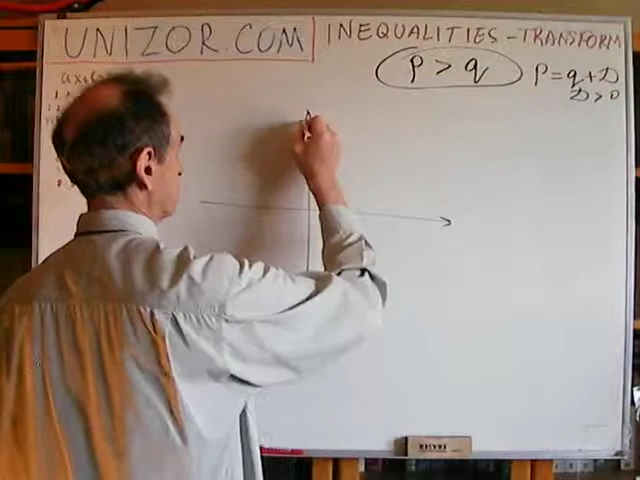 UNIZOR.COM
INEQUALITIES - TRANSFORM
p > q
p = q + D
D > 0